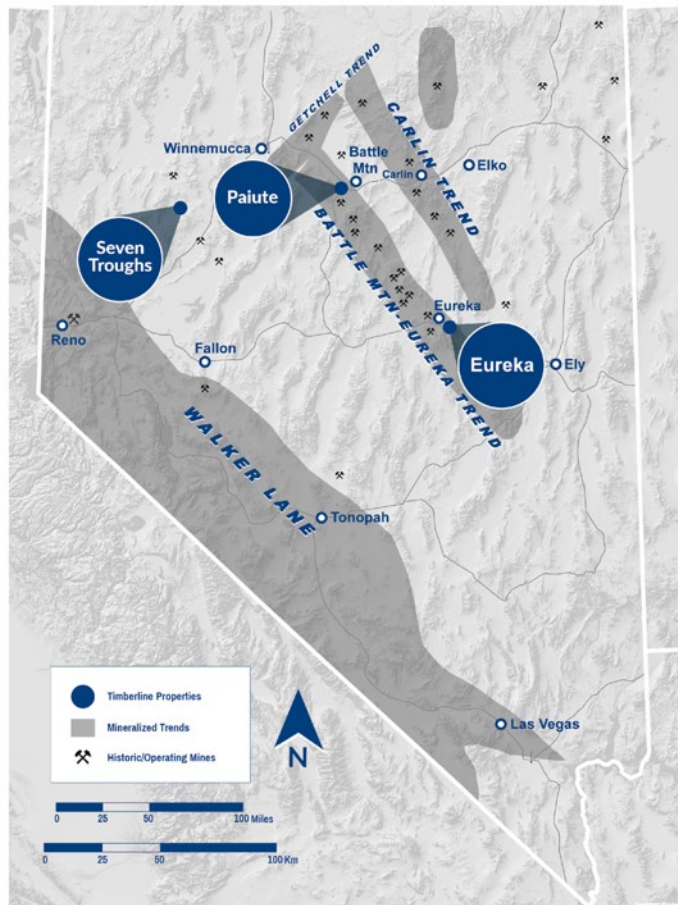 GETCHELL TREND
Winnemucca
Battle
Mtn
Carlin
Elko
CARLIN TREND
Paiute
Seven
Troughs
BATTLE MTN-EUREKA TREND
Eureka
Eureka
Ely
Reno
Fallon
WALKER LANE
Tonopah
Las Vegas
Timberline Properties
Mineralized Trends
Historic/Operating Mines
N
0 25 50 100 Miles
0 25 50 100 Km